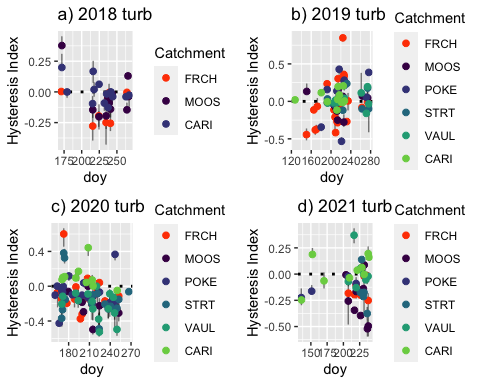 a) 2018 turb
Hysteresis Index
0.25
0.00
-0.25
175 200 225 250
doy
Catchment
FRCH
MOOS
CARI
b) 2019 turb
Hysteresis Index
0.5
0.0
-0.5
120 160 200 240 280
doy
Catchment
FRCH
MOOS
POKE
STRT
VAUL
CARI
c) 2020 turb
Hysteresis Index
0.4
0.0
-0.4
180 210 240 270
doy
Catchment
FRCH
MOOS
POKE
STRT
VAUL
CARI
d) 2021 turb
Hysteresis Index
0.25
0.00
-0.25
-0.50
150 175 200 225
doy
Catchment
FRCH
MOOS
POKE
STRT
VAUL
CARI